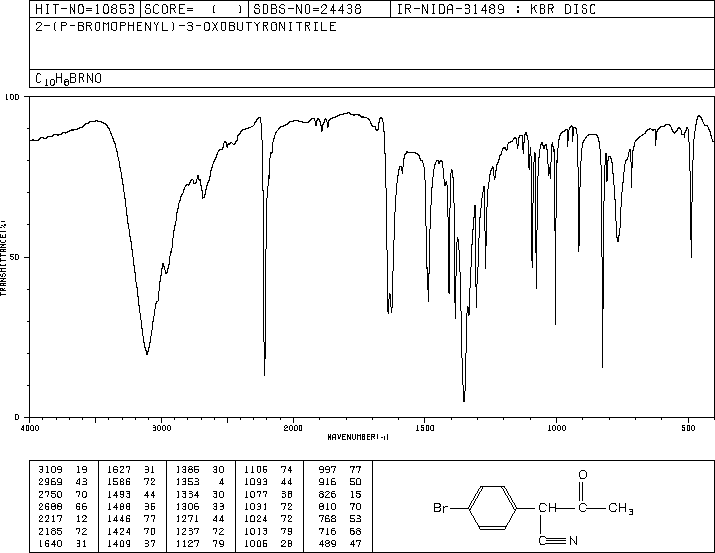 HIT-NO=10853 SCORE= ( ) SDBS-NO=24438 IR-NIDA-31489 : KBR DISC
2-(P-BROMOPHENYL)-3-OXOBUTYRONITRILE
C10H8BRNO
100
50
0
TRANSMITTANCE(%)
4000 3000 2000 1500 1000 500
WAVENUMBER(-1)
3109 19 1627 31 1386 30 1106 74 997 77
2969 43 1586 72 1353 4 1093 44 916 50
2750 70 1493 44 1334 30 1077 38 826 15
2688 66 1488 35 1306 33 1031 72 810 70
2217 12 1446 77 1271 44 1024 72 768 53
2185 72 1424 70 1237 72 1013 79 716 68
1640 31 1409 37 1127 79 1006 28 489 47
O
Br CH C CH3
C N